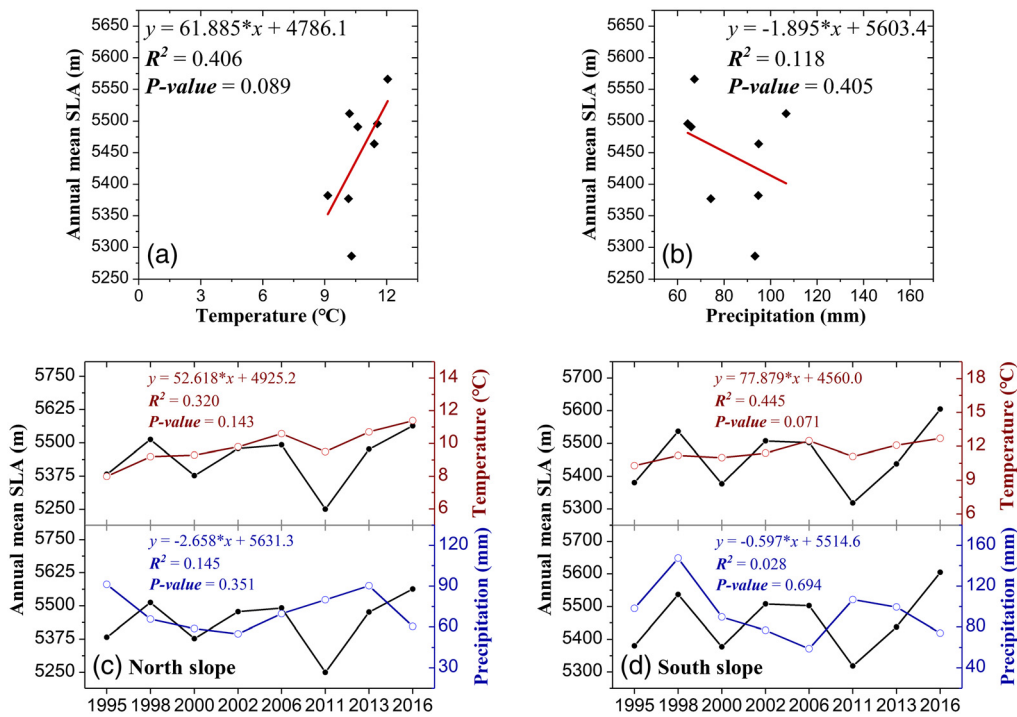 y = 61.885*x + 4786.1
R² = 0.406
P-value = 0.089
Annual mean SLA (m)
5650
5600
5550
5500
5450
5400
5350
5300
5250
(a)
0 3 6 9 12
Temperature (℃)
y = -1.895*x + 5603.4
R² = 0.118
P-value = 0.405
Annual mean SLA (m)
5650
5600
5550
5500
5450
5400
5350
5300
5250
(b)
60 80 100 120 140 160
Precipitation (mm)
y = 52.618*x + 4925.2
R² = 0.320
P-value = 0.143
Annual mean SLA (m)
5750
5625
5500
5375
5250
14
12
10
8
6
Temperature (℃)
y = -2.658*x + 5631.3
R² = 0.145
P-value = 0.351
Annual mean SLA (m)
5750
5625
5500
5375
5250
120
90
60
30
Precipitation (mm)
(c) North slope
1995 1998 2000 2002 2006 2011 2013 2016
y = 77.879*x + 4560.0
R² = 0.445
P-value = 0.071
Annual mean SLA (m)
5700
5600
5500
5400
5300
18
15
12
9
6
Temperature (℃)
y = -0.597*x + 5514.6
R² = 0.028
P-value = 0.694
Annual mean SLA (m)
5700
5600
5500
5400
5300
160
120
80
40
Precipitation (mm)
(d) South slope
1995 1998 2000 2002 2006 2011 2013 2016